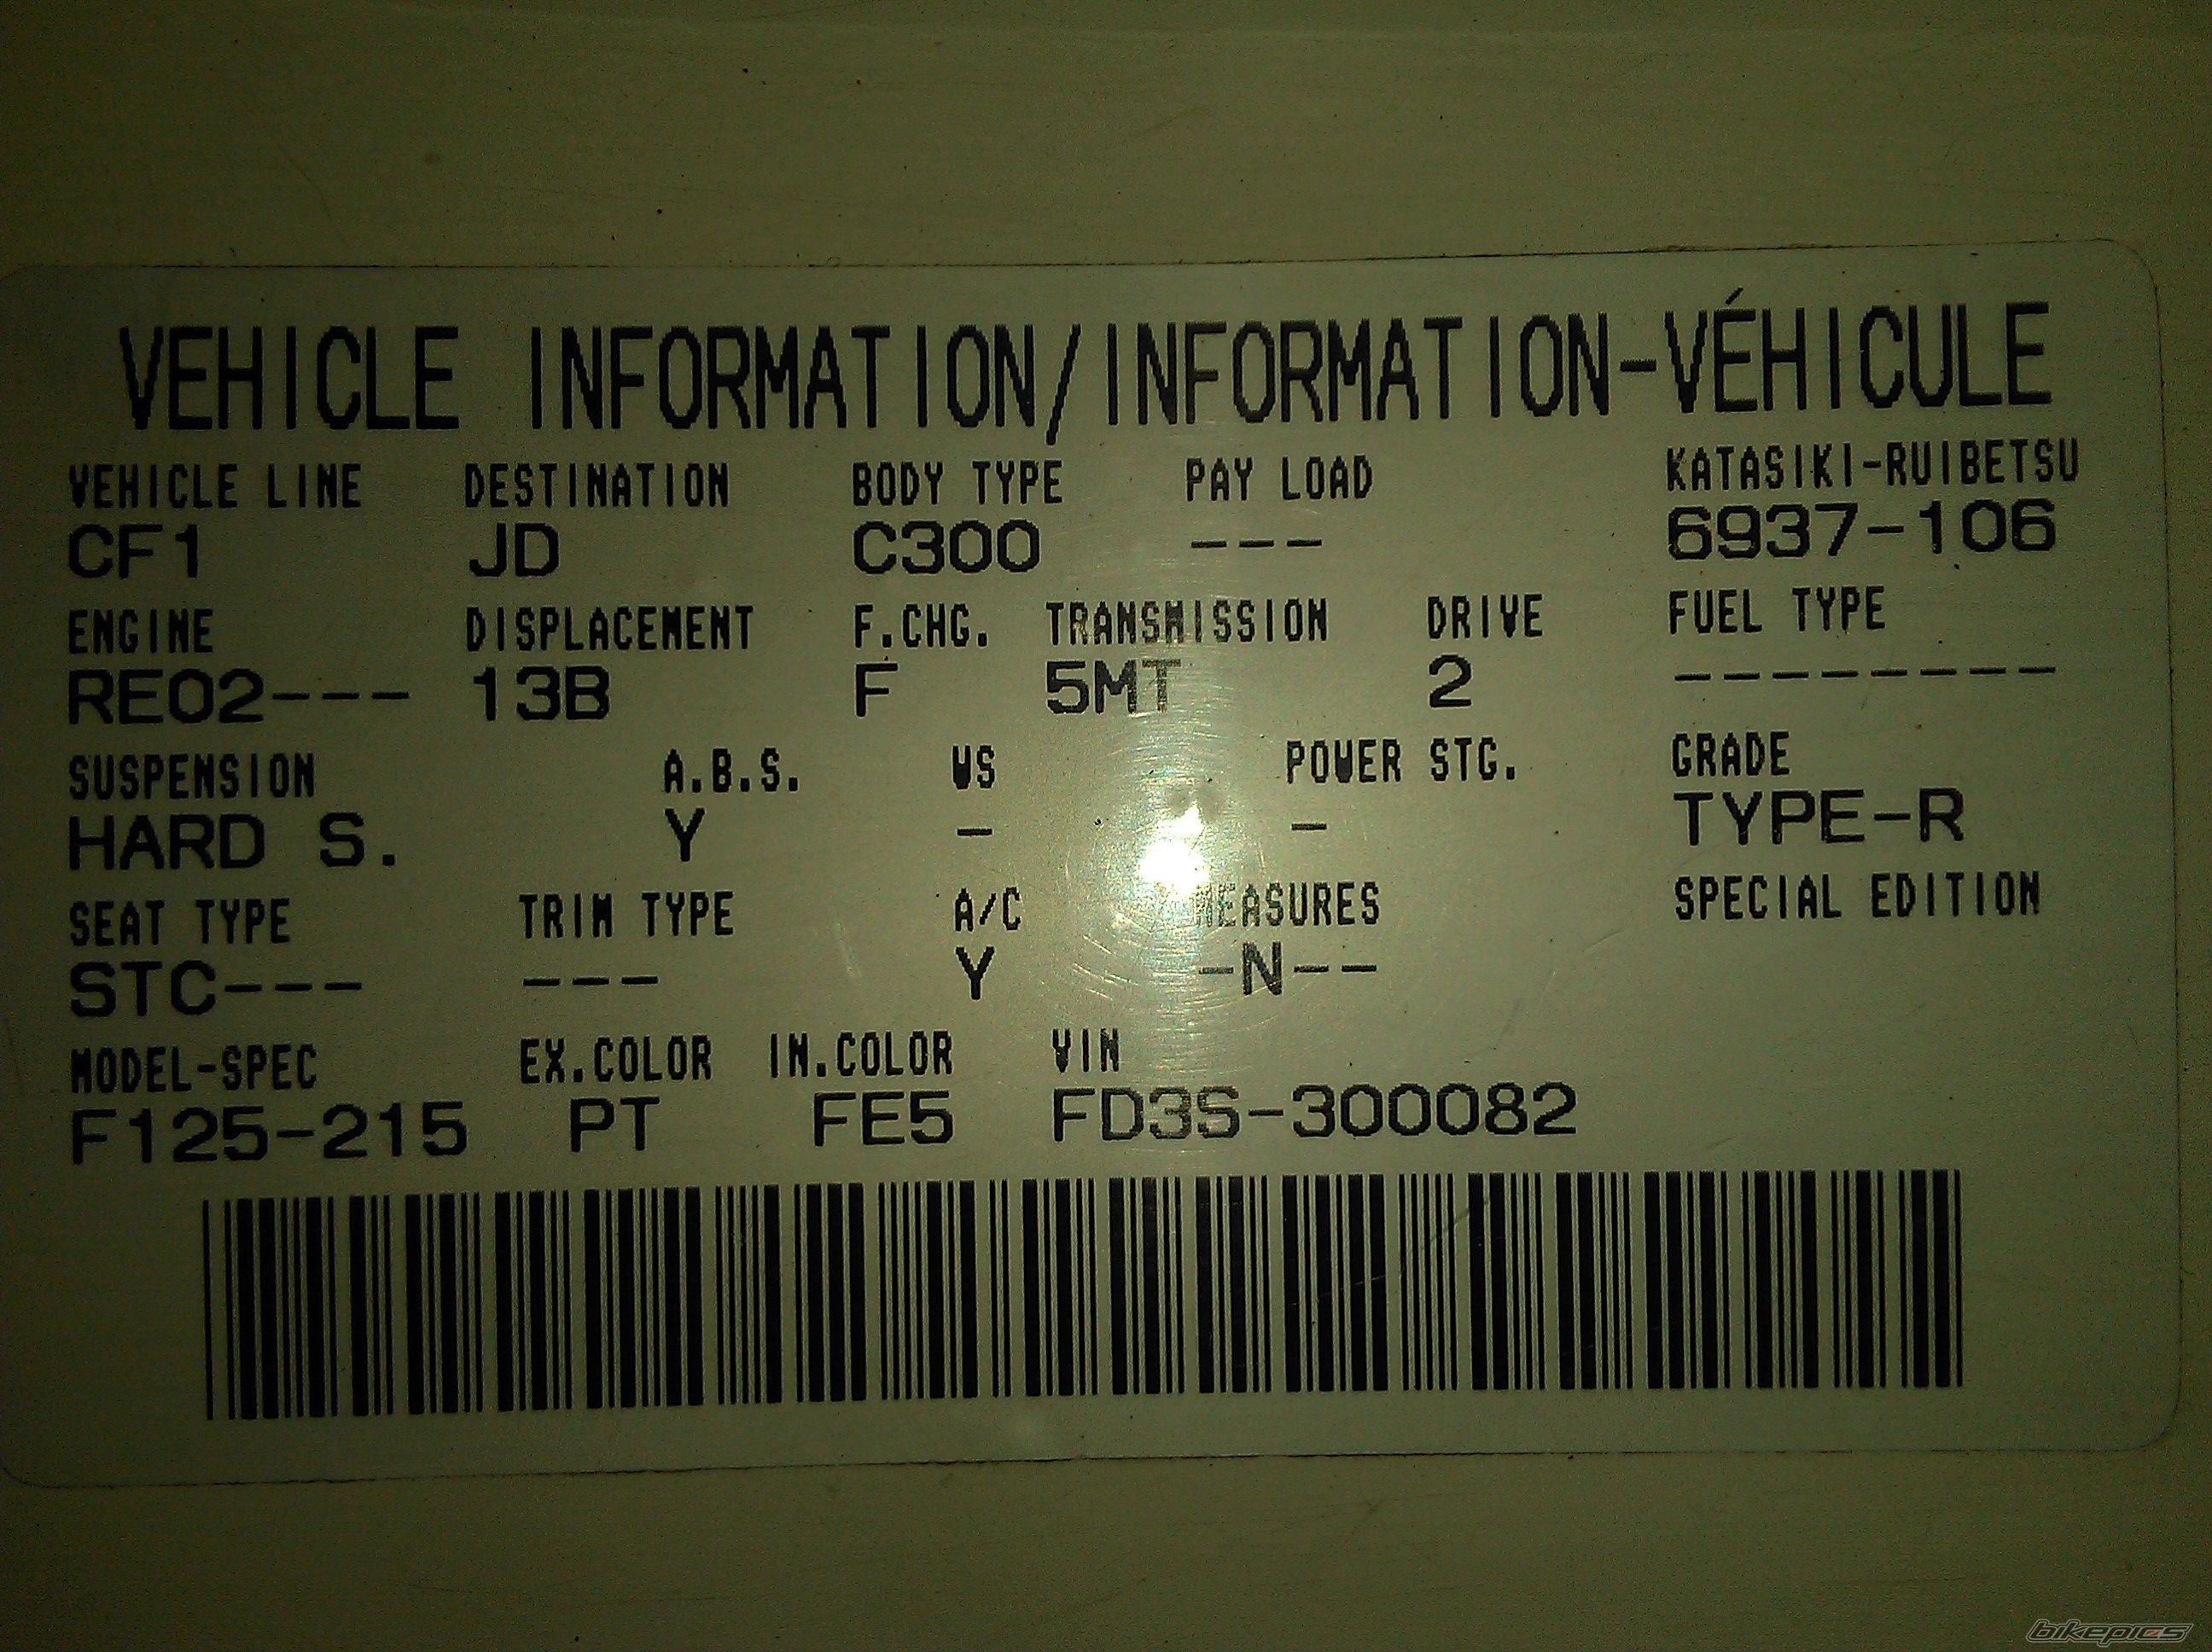 VEHICLE INFORMATION/INFORMATION-VÉHICULE
VEHICLE LINE DESTINATION BODY TYPE PAY LOAD KATASIKI-RUIBETSU
CF1 JD C300 --- 6937-106
ENGINE DISPLACEMENT F.CHG. TRANSMISSION DRIVE FUEL TYPE
RE02--- 13B F 5MT 2 --------
SUSPENSION A.B.S. WS POWER STG. GRADE
HARD S. Y - - TYPE-R
SEAT TYPE TRIM TYPE A/C MEASURES SPECIAL EDITION
STC--- --- Y -N--
MODEL-SPEC EX.COLOR IN.COLOR VIN
F125-215 PT FE5 FD3S-300082
bikepics